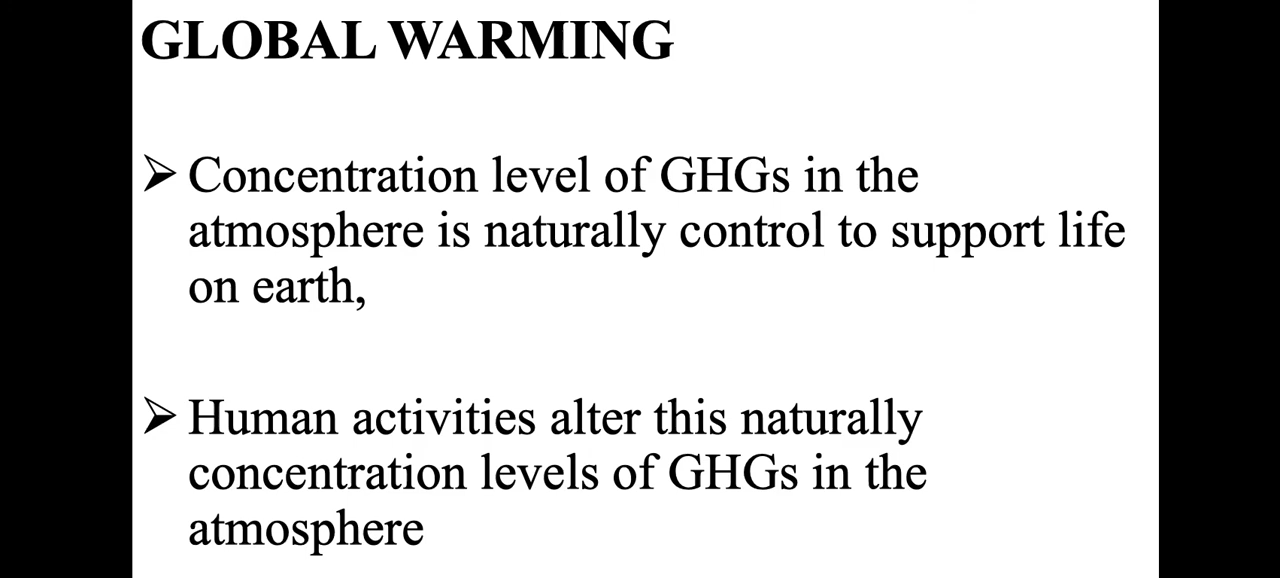 GLOBAL WARMING
➢ Concentration level of GHGs in the
atmosphere is naturally control to support life
on earth,
➢ Human activities alter this naturally
concentration levels of GHGs in the
atmosphere